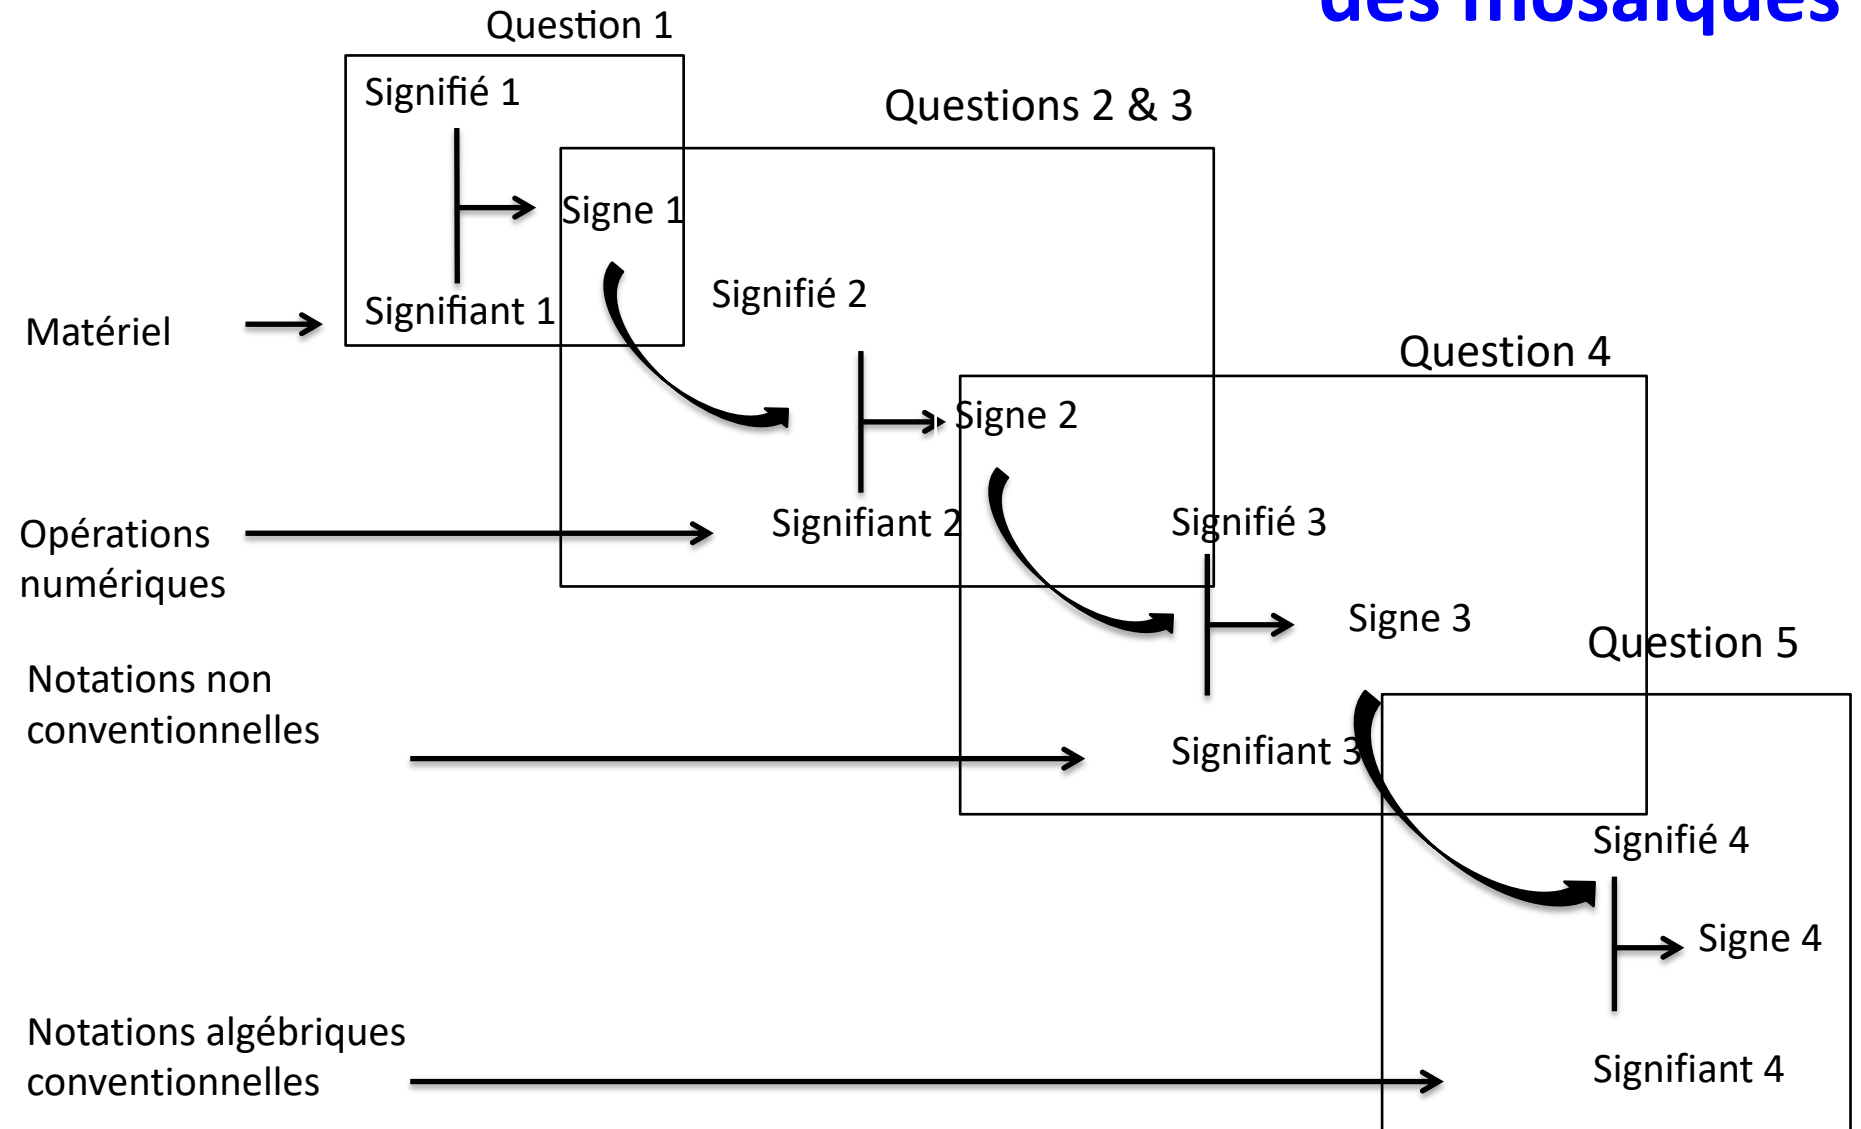 des mosaïques
Question 1
Signifié 1
Questions 2 & 3
Signe 1
Signifié 2
Signifiant 1
Matériel
Question 4
Signe 2
Signifiant 2
Signifié 3
Opérations
numériques
Signe 3
Question 5
Notations non
conventionnelles
Signifiant 3
Signifié 4
Signe 4
Notations algébriques
conventionnelles
Signifiant 4